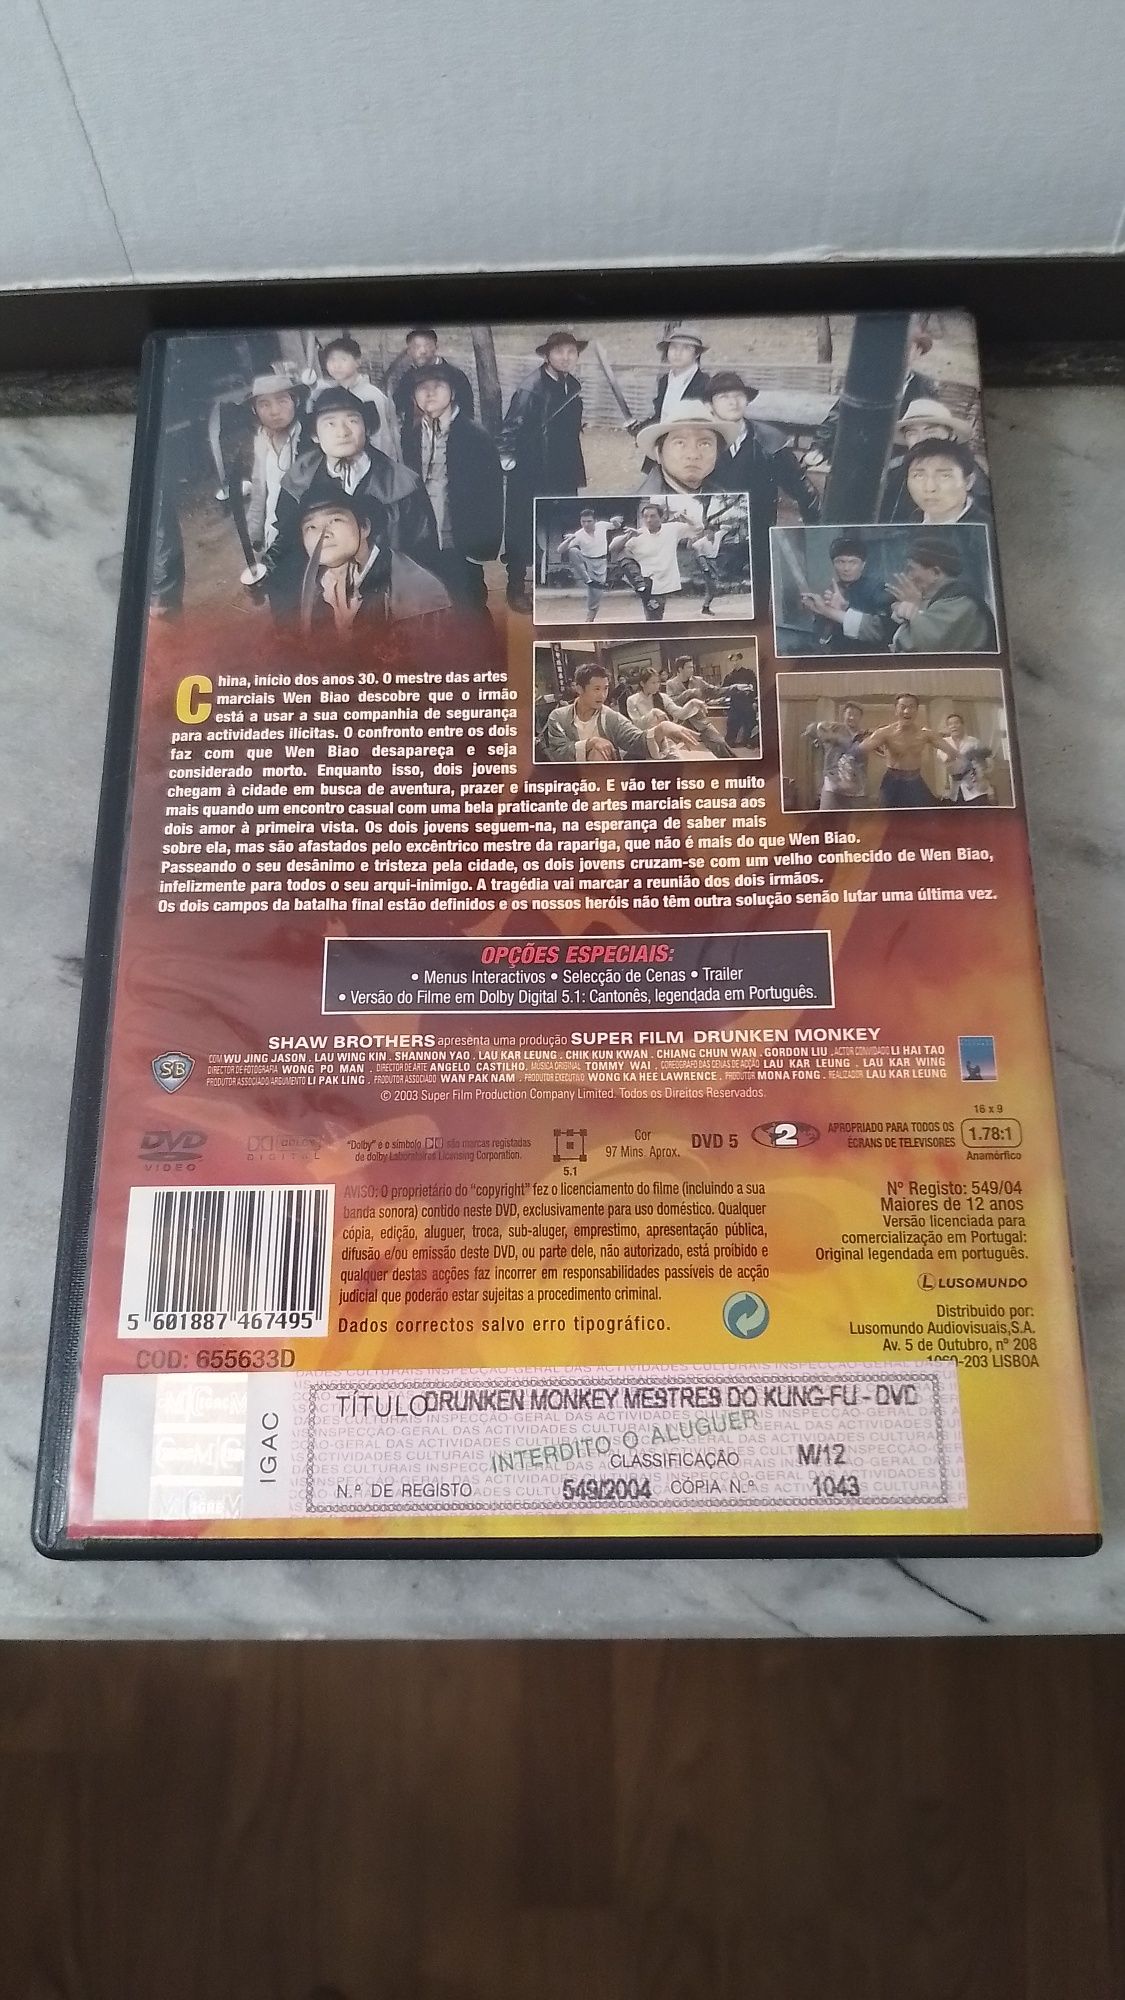 China, início dos anos 30. O mestre das artes
marciais Wen Biao descobre que o irmão
está a usar a sua companhia de segurança
para actividades ilícitas. O confronto entre os dois
faz com que Wen Biao desapareça e seja
considerado morto. Enquanto isso, dois jovens
chegam à cidade em busca de aventura, prazer e inspiração. E vão ter isso e muito
mais quando um encontro casual com uma bela praticante de artes marciais causa aos
dois amor à primeira vista. Os dois jovens seguem-na, na esperança de saber mais
sobre ela, mas são afastados pelo excêntrico mestre da rapariga, que não é mais do que Wen Biao.
Passeando o seu desânimo e tristeza pela cidade, os dois jovens cruzam-se com um velho conhecido de Wen Biao,
infelizmente para todos o seu arqui-inimigo. A tragédia vai marcar a reunião dos dois irmãos.
Os dois campos da batalha final estão definidos e os nossos heróis não têm outra solução senão lutar uma última vez.
OPÇÕES ESPECIAIS:
• Menus Interactivos • Selecção de Cenas • Trailer
• Versão do Filme em Dolby Digital 5.1: Cantonês, legendada em Português.
SHAW BROTHERS apresenta uma produção SUPER FILM DRUNKEN MONKEY
COM WU JING JASON . LAU WING KIN . SHANNON YAO . LAU KAR LEUNG . CHIK KUN KWAN . CHIANG CHUN WAN . GORDON LIU . ACTOR CONVIDADO LI HAI TAO
DIRECTOR DE FOTOGRAFIA WONG PO MAN . DIRECTOR DE ARTE ANGELO CASTILHO. MÚSICA ORIGINAL TOMMY WAI . COREOGRAFO DAS CENAS DE ACÇÃO LAU KAR LEUNG . LAU KAR WING
PRODUTOR ASSOCIADO/ARGUMENTO LI PAK LING . PRODUTOR ASSOCIADO WAN PAK NAM . PRODUTOR EXECUTIVO WONG KA HEE LAWRENCE . PRODUTOR MONA FONG . REALIZADOR LAU KAR LEUNG
© 2003 Super Film Production Company Limited. Todos os Direitos Reservados.
SB
DVD
VIDEO
DOLBY
DIGITAL
"Dolby" e o símbolo são marcas registadas
de dolby Laboratories Licensing Corporation.
5.1
Cor
97 Mins. Aprox.
DVD 5
2
APROPRIADO PARA TODOS OS
ÉCRANS DE TELEVISORES
16 x 9
1.78:1
Anamórfico
AVISO: O proprietário do "copyright" fez o licenciamento do filme (incluindo a sua
banda sonora) contido neste DVD, exclusivamente para uso doméstico. Qualquer
cópia, edição, aluguer, troca, sub-aluger, emprestimo, apresentação pública,
difusão e/ou emissão deste DVD, ou parte dele, não autorizado, está proibido e
qualquer destas acções faz incorrer em responsabilidades passíveis de acção
judicial que poderão estar sujeitas a procedimento criminal.
Dados correctos salvo erro tipográfico.
Nº Registo: 549/04
Maiores de 12 anos
Versão licenciada para
comercialização em Portugal:
Original legendada em português.
LUSOMUNDO
Distribuido por:
Lusomundo Audiovisuais,S.A.
Av. 5 de Outubro, nº 208
1069-203 LISBOA
5 601887 467495
COD: 655633D
IGAC
TÍTULO DRUNKEN MONKEY MESTRES DO KUNG-FU - DVD
INTERDITO O ALUGUER
CLASSIFICAÇÃO M/12
N.º DE REGISTO 549/2004 CÓPIA N.º 1043
INSPECÇÃO-GERAL DAS ACTIVIDADES CULTURAIS